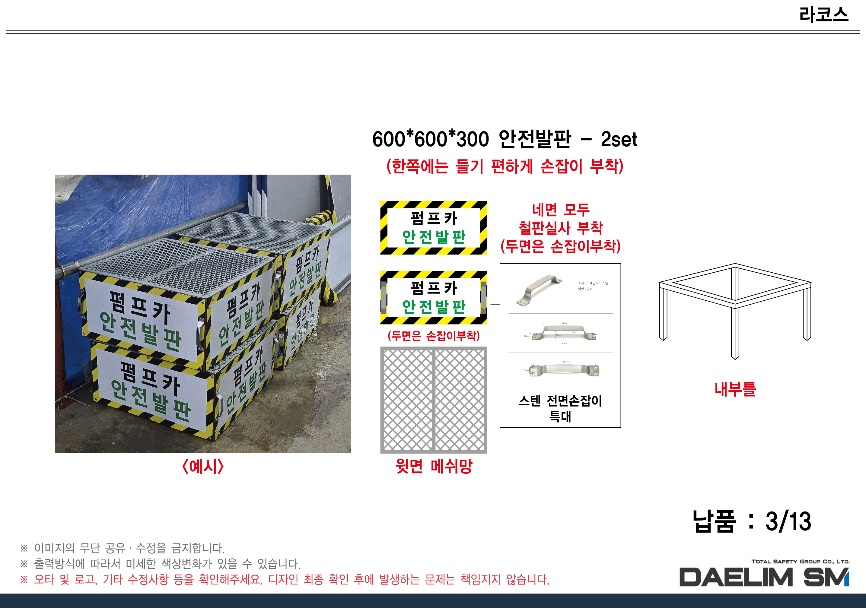 라코스
600*600*300 안전발판 - 2set
(한쪽에는 들기 편하게 손잡이 부착)
펌프카
안전발판
네면 모두
철판실사 부착
(두면은 손잡이부착)
펌프카
안전발판
(두면은 손잡이부착)
스텐 전면손잡이
특대
윗면 메쉬망
내부틀
펌프카
안전발판
펌프카
안전발판
펌프카
안전발판
펌프카
안전발판
<예시>
납품 : 3/13
※ 이미지의 무단 공유·수정을 금지합니다.
※ 출력방식에 따라서 미세한 색상변화가 있을 수 있습니다.
※ 오타 및 로고, 기타 수정사항 등을 확인해주세요. 디자인 최종 확인 후에 발생하는 문제는 책임지지 않습니다.
TOTAL SAFETY GROUP CO., LTD.
DAELIM SM